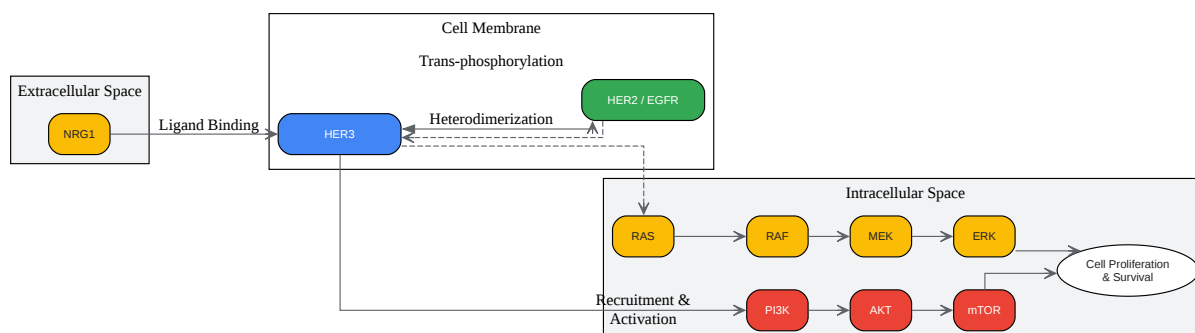 Cell Membrane
Trans-phosphorylation
Extracellular Space
HER2 / EGFR
NRG1
Ligand Binding
HER3
Heterodimerization
Intracellular Space
RAS
RAF
MEK
ERK
Cell Proliferation
& Survival
Recruitment &
Activation
PI3K
AKT
mTOR